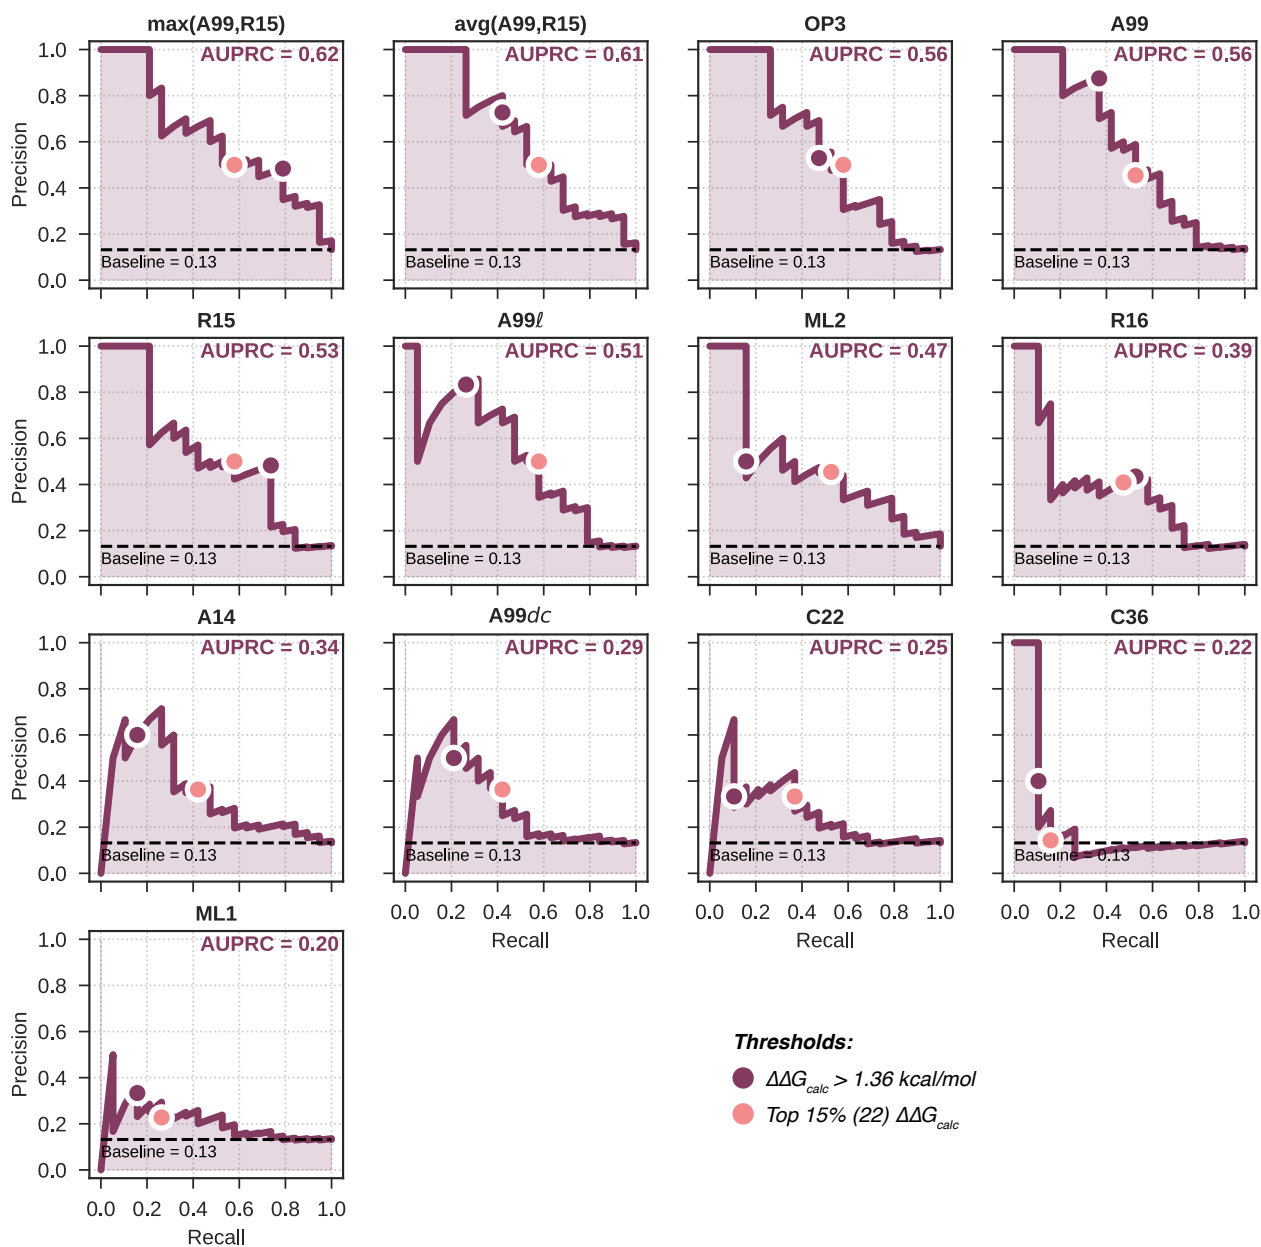 max(A99,R15) avg(A99,R15) OP3 A99
1.0 AUPRC = 0.62 AUPRC = 0.61 AUPRC = 0.56 AUPRC = 0.56
0.8
0.6
Precision
0.4
0.2
Baseline = 0.13 Baseline = 0.13 Baseline = 0.13 Baseline = 0.13
0.0
R15 A99ℓ ML2 R16
1.0 AUPRC = 0.53 AUPRC = 0.51 AUPRC = 0.47 AUPRC = 0.39
0.8
0.6
Precision
0.4
0.2
Baseline = 0.13 Baseline = 0.13 Baseline = 0.13 Baseline = 0.13
0.0
A14 A99dc C22 C36
1.0 AUPRC = 0.34 AUPRC = 0.29 AUPRC = 0.25 AUPRC = 0.22
0.8
0.6
Precision
0.4
0.2
Baseline = 0.13 Baseline = 0.13 Baseline = 0.13 Baseline = 0.13
0.0
0.0 0.2 0.4 0.6 0.8 1.0 0.0 0.2 0.4 0.6 0.8 1.0 0.0 0.2 0.4 0.6 0.8 1.0
Recall Recall Recall
ML1
1.0 AUPRC = 0.20
0.8
0.6
Precision
0.4
0.2
Baseline = 0.13
0.0
0.0 0.2 0.4 0.6 0.8 1.0
Recall
Thresholds:
ΔΔGcalc > 1.36 kcal/mol
Top 15% (22) ΔΔGcalc